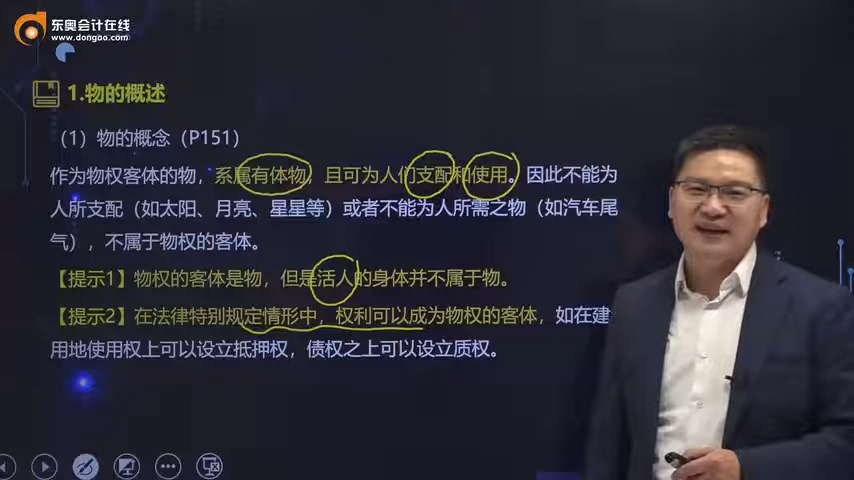 东奥会计在线
www.dongao.com
1.物的概述
（1）物的概念（P151）
作为物权客体的物，系属有体物，且可为人们支配和使用。因此不能为
人所支配（如太阳、月亮、星星等）或者不能为人所需之物（如汽车尾
气），不属于物权的客体。
【提示1】物权的客体是物，但是活人的身体并不属于物。
【提示2】在法律特别规定情形中，权利可以成为物权的客体，如在建
用地使用权上可以设立抵押权，债权之上可以设立质权。